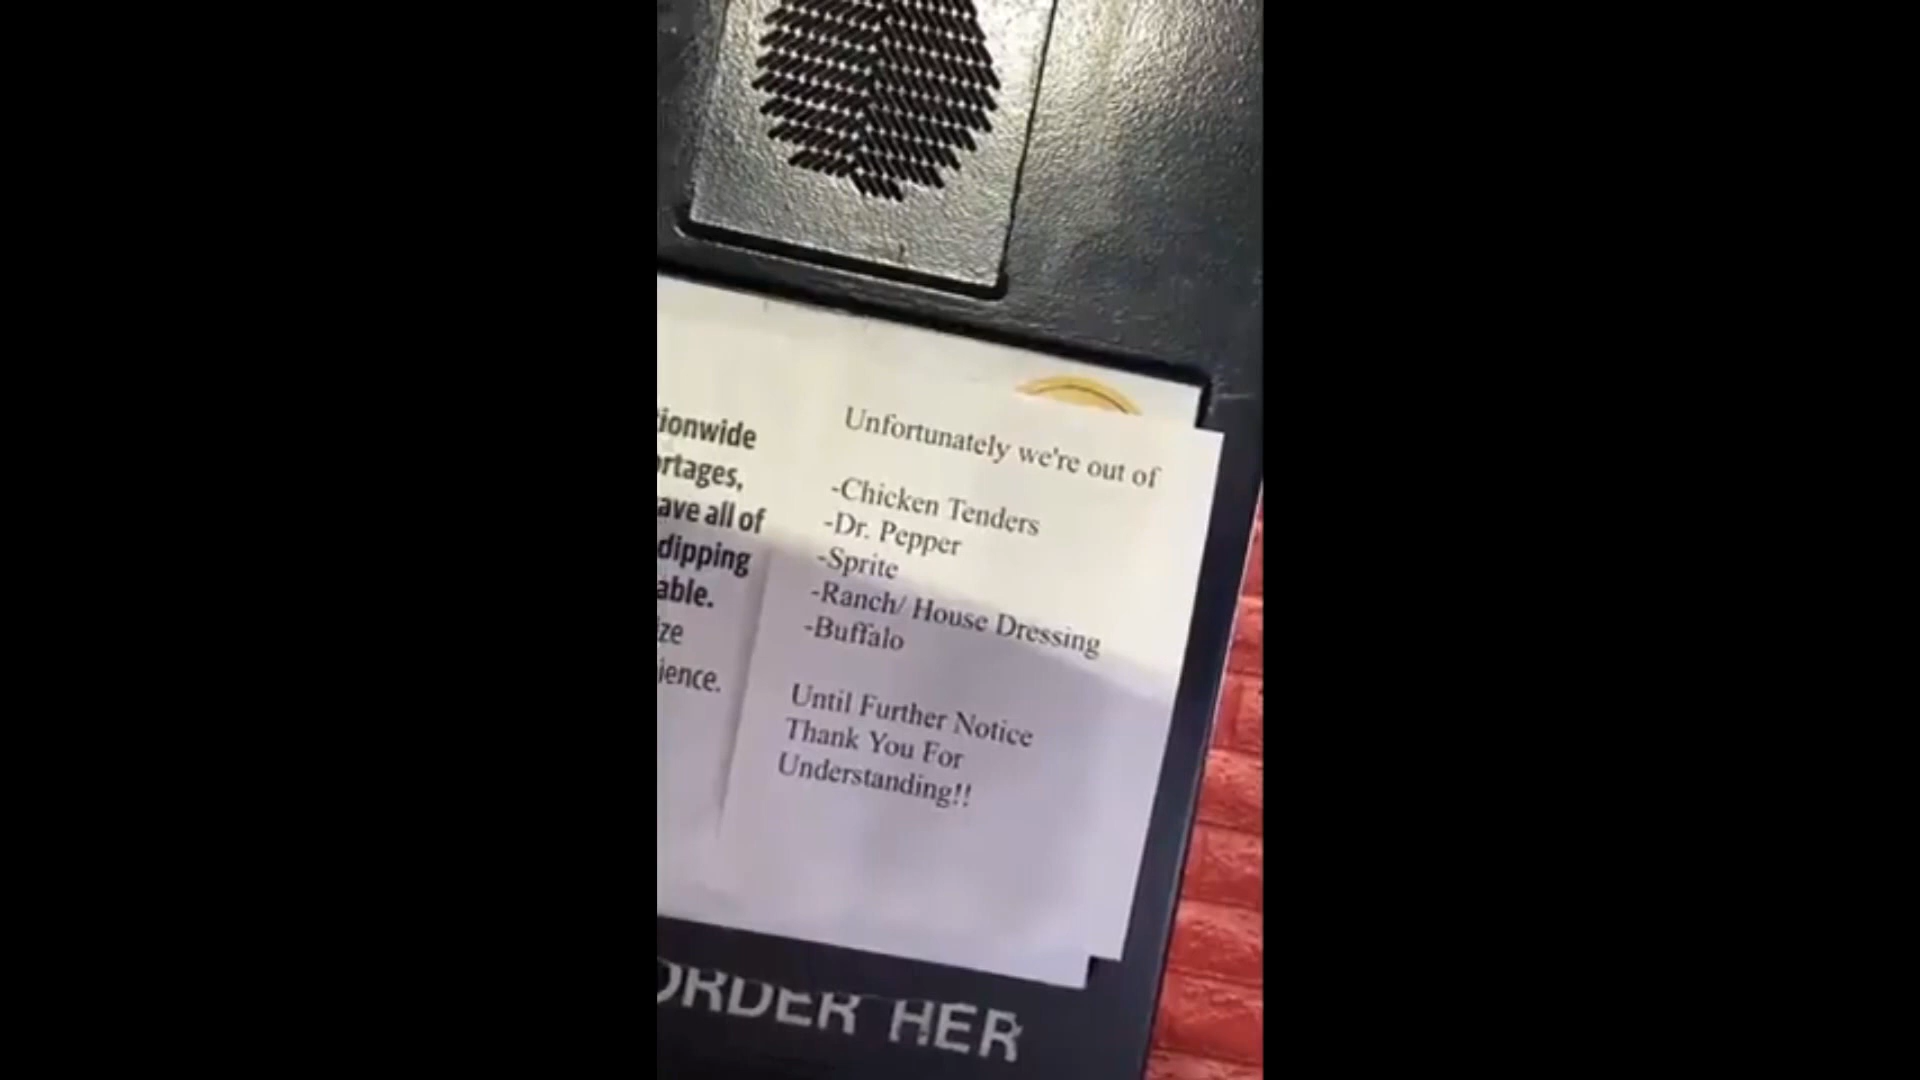 ionwide
rtages,
ave all of
dipping
able.
ze
ience.
Unfortunately we're out of
-Chicken Tenders
-Dr. Pepper
-Sprite
-Ranch/ House Dressing
-Buffalo
Until Further Notice
Thank You For
Understanding!!
ORDER HER